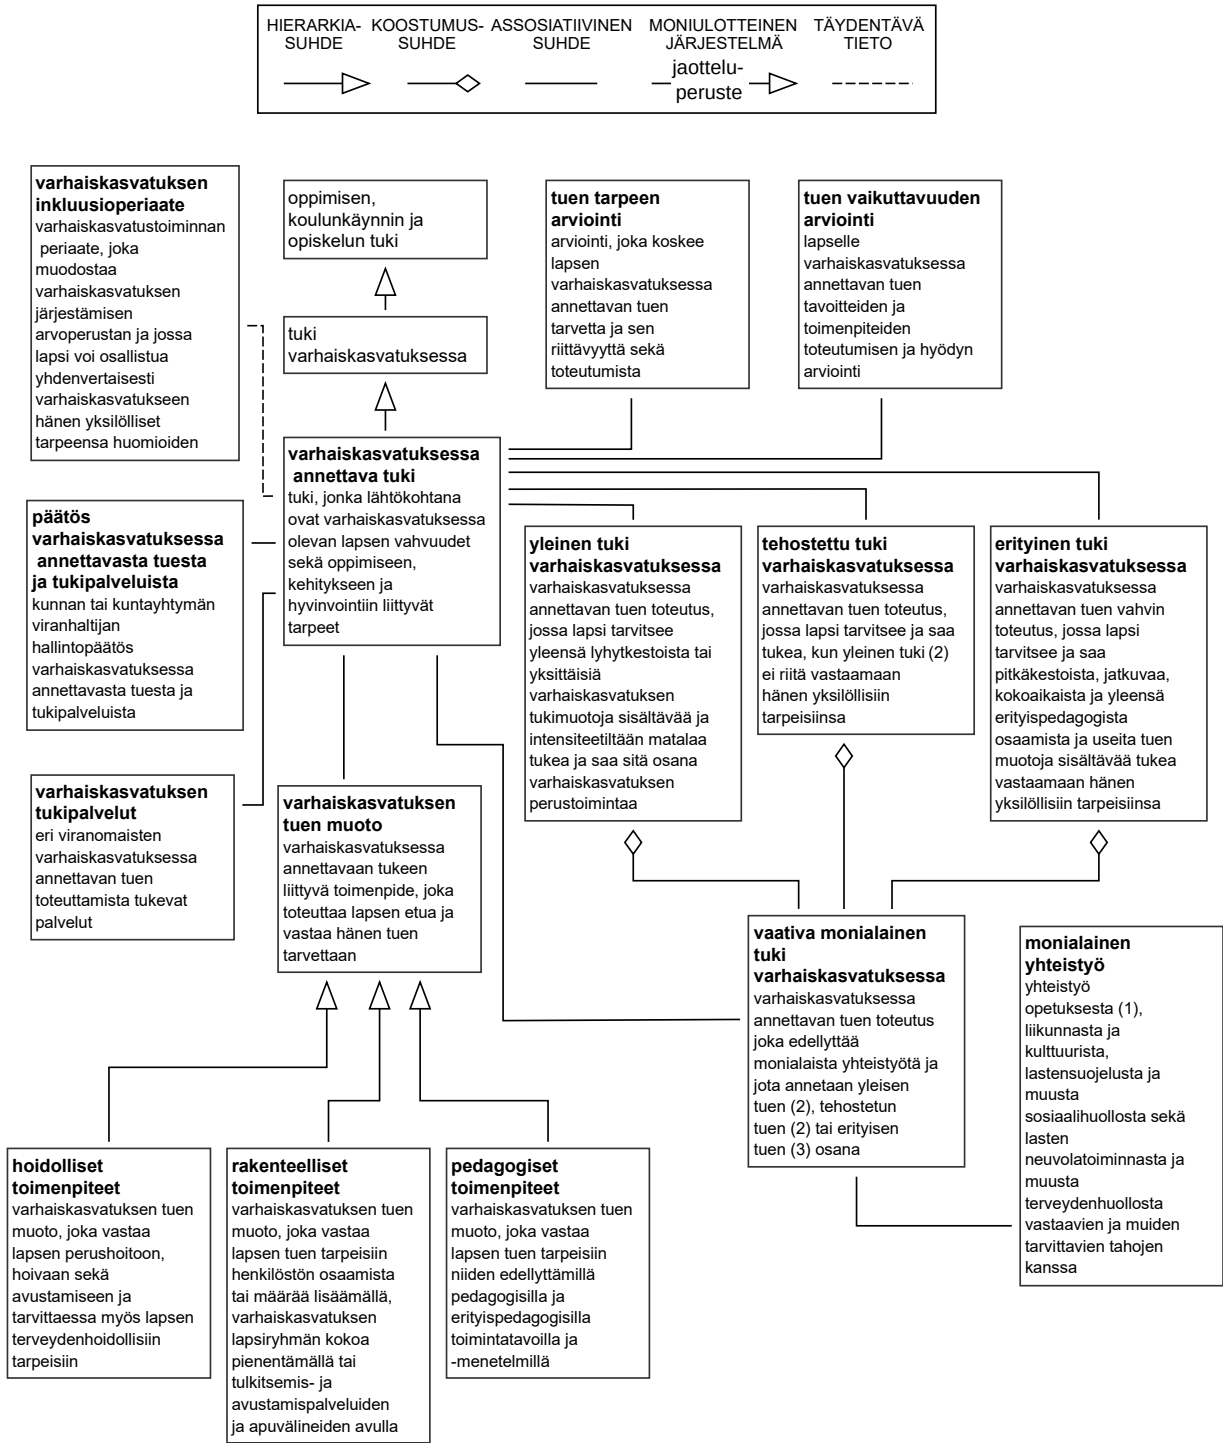 HIERARKIA-
SUHDE
KOOSTUMUS-
SUHDE
ASSOSIATIIVINEN
SUHDE
MONIULOTTEINEN
JÄRJESTELMÄ
jaottelu-
peruste
TÄYDENTÄVÄ
TIETO
varhaiskasvatuksen
inkluusioperiaate
varhaiskasvatustoiminnan
periaate, joka
muodostaa
varhaiskasvatuksen
järjestämisen
arvoperustan ja jossa
lapsi voi osallistua
yhdenvertaisesti
varhaiskasvatukseen
hänen yksilölliset
tarpeensa huomioiden
oppimisen,
koulunkäynnin ja
opiskelun tuki
tuki
varhaiskasvatuksessa
tuen tarpeen
arviointi
arviointi, joka koskee
lapsen
varhaiskasvatuksessa
annettavan tuen
tarvetta ja sen
riittävyyttä sekä
toteutumista
tuen vaikuttavuuden
arviointi
lapselle
varhaiskasvatuksessa
annettavan tuen
tavoitteiden ja
toimenpiteiden
toteutumisen ja hyödyn
arviointi
varhaiskasvatuksessa
annettava tuki
tuki, jonka lähtökohtana
ovat varhaiskasvatuksessa
olevan lapsen vahvuudet
sekä oppimiseen,
kehitykseen ja
hyvinvointiin liittyvät
tarpeet
päätös
varhaiskasvatuksessa
annettavasta tuesta
ja tukipalveluista
kunnan tai kuntayhtymän
viranhaltijan
hallintopäätös
varhaiskasvatuksessa
annettavasta tuesta ja
tukipalveluista
yleinen tuki
varhaiskasvatuksessa
varhaiskasvatuksessa
annettavan tuen toteutus,
jossa lapsi tarvitsee
yleensä lyhytkestoista tai
yksittäisiä
varhaiskasvatuksen
tukimuotoja sisältävää ja
intensiteetiltään matalaa
tukea ja saa sitä osana
varhaiskasvatuksen
perustoimintaa
tehostettu tuki
varhaiskasvatuksessa
varhaiskasvatuksessa
annettavan tuen toteutus,
jossa lapsi tarvitsee ja saa
tukea, kun yleinen tuki (2)
ei riitä vastaamaan
hänen yksilöllisiin
tarpeisiinsa
erityinen tuki
varhaiskasvatuksessa
varhaiskasvatuksessa
annettavan tuen vahvin
toteutus, jossa lapsi
tarvitsee ja saa
pitkäkestoista, jatkuvaa,
kokoaikaista ja yleensä
erityispedagogista
osaamista ja useita tuen
muotoja sisältävää tukea
vastaamaan hänen
yksilöllisiin tarpeisiinsa
varhaiskasvatuksen
tukipalvelut
eri viranomaisten
varhaiskasvatuksessa
annettavan tuen
toteuttamista tukevat
palvelut
varhaiskasvatuksen
tuen muoto
varhaiskasvatuksessa
annettavaan tukeen
liittyvä toimenpide, joka
toteuttaa lapsen etua ja
vastaa hänen tuen
tarvettaan
vaativa monialainen
tuki
varhaiskasvatuksessa
varhaiskasvatuksessa
annettavan tuen toteutus
joka edellyttää
monialaista yhteistyötä ja
jota annetaan yleisen
tuen (2), tehostetun
tuen (2) tai erityisen
tuen (3) osana
monialainen
yhteistyö
yhteistyö
opetuksesta (1),
liikunnasta ja
kulttuurista,
lastensuojelusta ja
muusta
sosiaalihuollosta sekä
lasten
neuvolatoiminnasta ja
muusta
terveydenhuollosta
vastaavien ja muiden
tarvittavien tahojen
kanssa
hoidolliset
toimenpiteet
varhaiskasvatuksen tuen
muoto, joka vastaa
lapsen perushoitoon,
hoivaan sekä
avustamiseen ja
tarvittaessa myös lapsen
terveydenhoidollisiin
tarpeisiin
rakenteelliset
toimenpiteet
varhaiskasvatuksen tuen
muoto, joka vastaa
lapsen tuen tarpeisiin
henkilöstön osaamista
tai määrää lisäämällä,
varhaiskasvatuksen
lapsiryhmän kokoa
pienentämällä tai
tulkitsemis- ja
avustamispalveluiden
ja apuvälineiden avulla
pedagogiset
toimenpiteet
varhaiskasvatuksen tuen
muoto, joka vastaa
lapsen tuen tarpeisiin
niiden edellyttämillä
pedagogisilla ja
erityispedagogisilla
toimintatavoilla ja
-menetelmillä